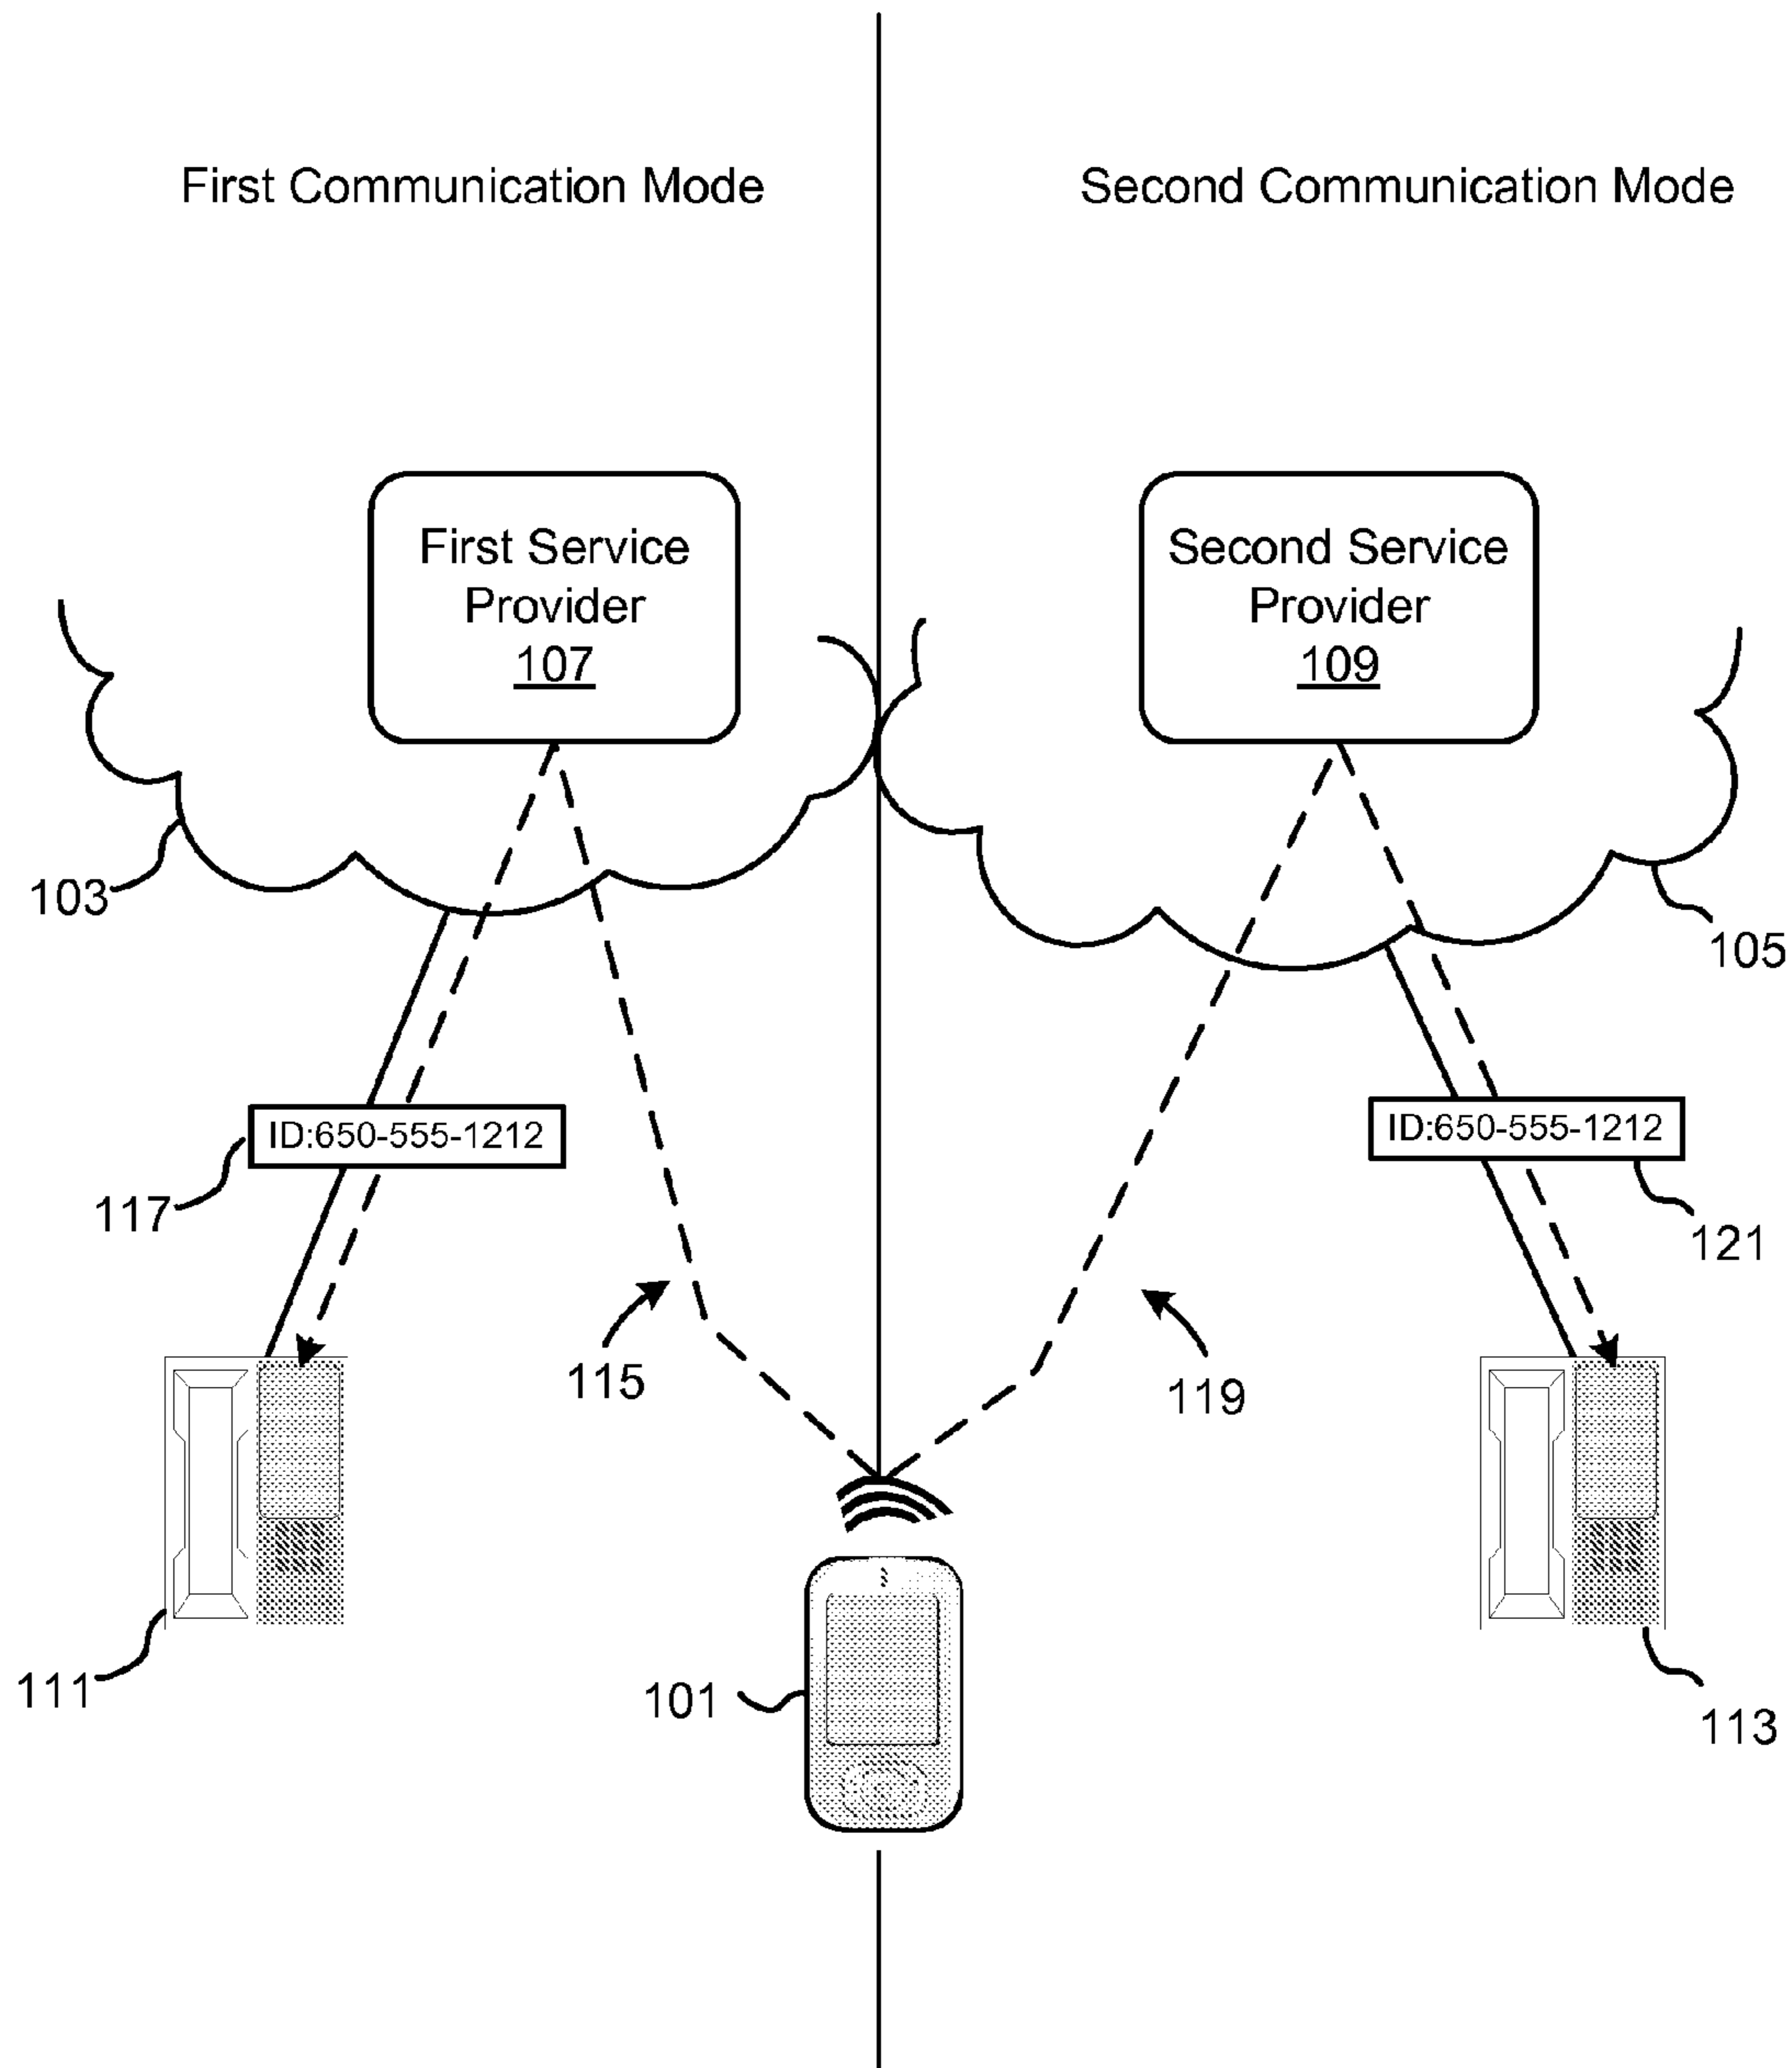 First Communication Mode
Second Communication Mode
First Service
Provider
107
Second Service
Provider
109
103
105
ID:650-555-1212
117
ID:650-555-1212
121
115
119
111
101
113